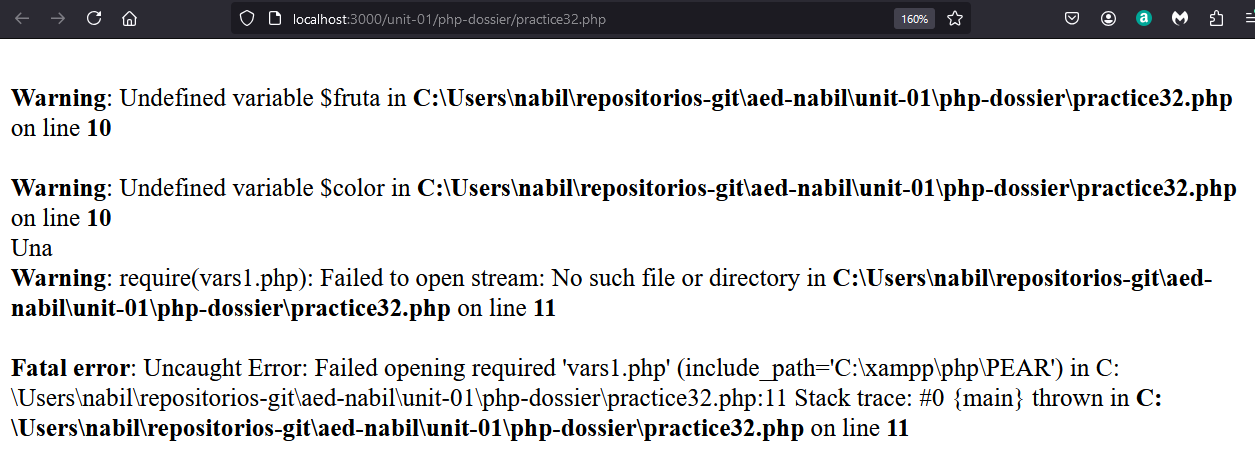 localhost:3000/unit-01/php-dossier/practice32.php
160%
Warning: Undefined variable $fruta in C:\Users\nabil\repositorios-git\aed-nabil\unit-01\php-dossier\practice32.php
on line 10
Warning: Undefined variable $color in C:\Users\nabil\repositorios-git\aed-nabil\unit-01\php-dossier\practice32.php
on line 10
Una
Warning: require(vars1.php): Failed to open stream: No such file or directory in C:\Users\nabil\repositorios-git\aed-
nabil\unit-01\php-dossier\practice32.php on line 11
Fatal error: Uncaught Error: Failed opening required 'vars1.php' (include_path='C:\xampp\php\PEAR') in C:
\Users\nabil\repositorios-git\aed-nabil\unit-01\php-dossier\practice32.php:11 Stack trace: #0 {main} thrown in C:
\Users\nabil\repositorios-git\aed-nabil\unit-01\php-dossier\practice32.php on line 11